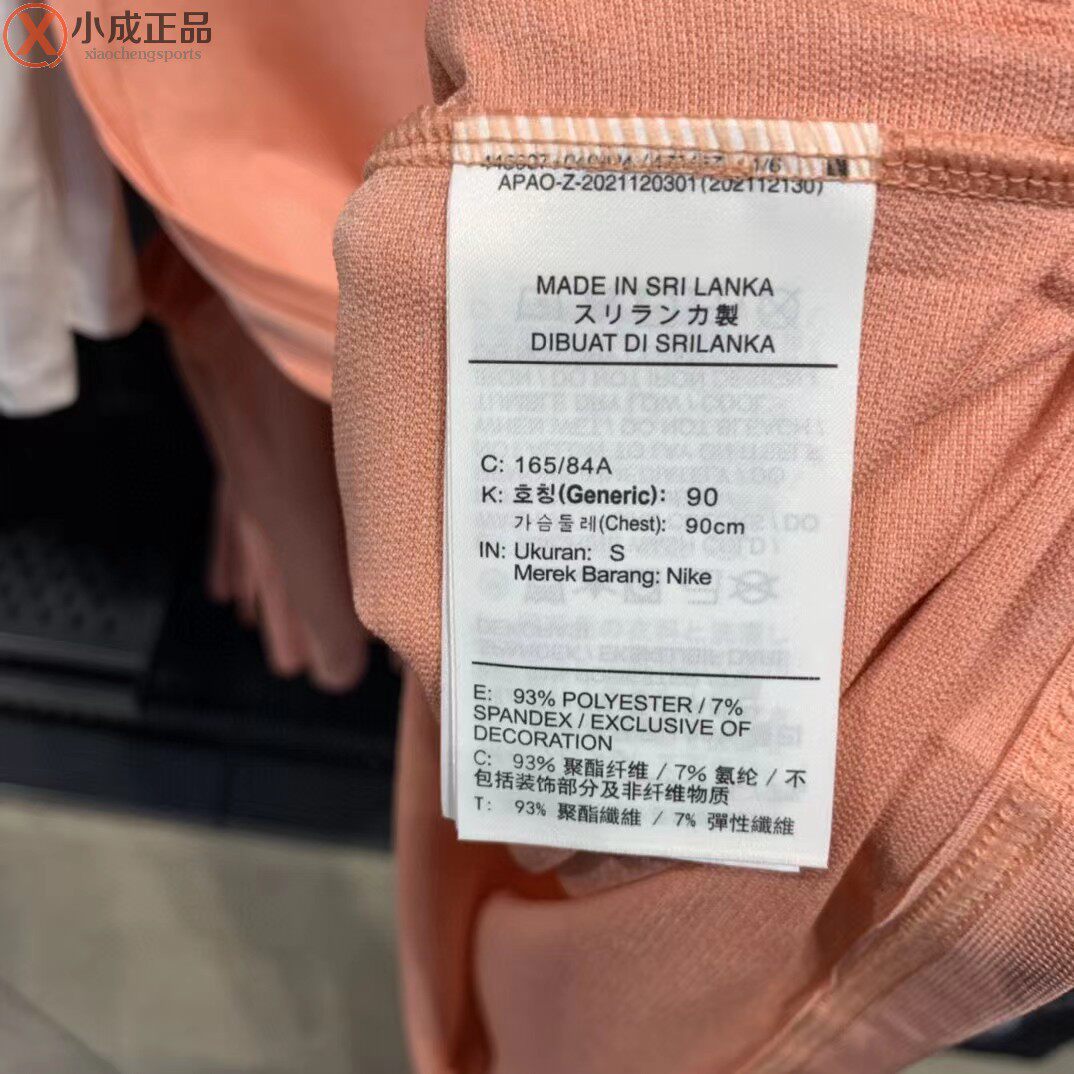 小成正品
xiaochengsports
APAO-Z-2021120301(202112130)
MADE IN SRI LANKA
スリランカ製
DIBUAT DI SRILANKA
C: 165/84A
K: 호칭(Generic): 90
가슴둘레(Chest): 90cm
IN: Ukuran: S
Merek Barang: Nike
E: 93% POLYESTER / 7%
SPANDEX / EXCLUSIVE OF
DECORATION
C: 93% 聚酯纤维 / 7% 氨纶 / 不
包括装饰部分及非纤维物质
T: 93% 聚酯纖維 / 7% 彈性纖維